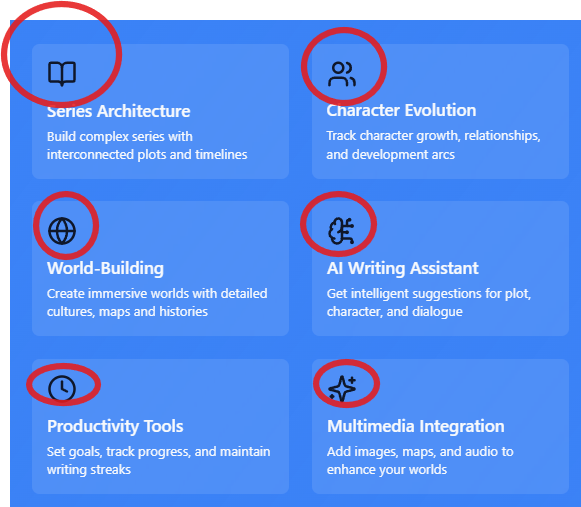 Series Architecture
Build complex series with
interconnected plots and timelines
Character Evolution
Track character growth, relationships,
and development arcs
World-Building
Create immersive worlds with detailed
cultures, maps and histories
AI Writing Assistant
Get intelligent suggestions for plot,
character, and dialogue
Productivity Tools
Set goals, track progress, and maintain
writing streaks
Multimedia Integration
Add images, maps, and audio to
enhance your worlds